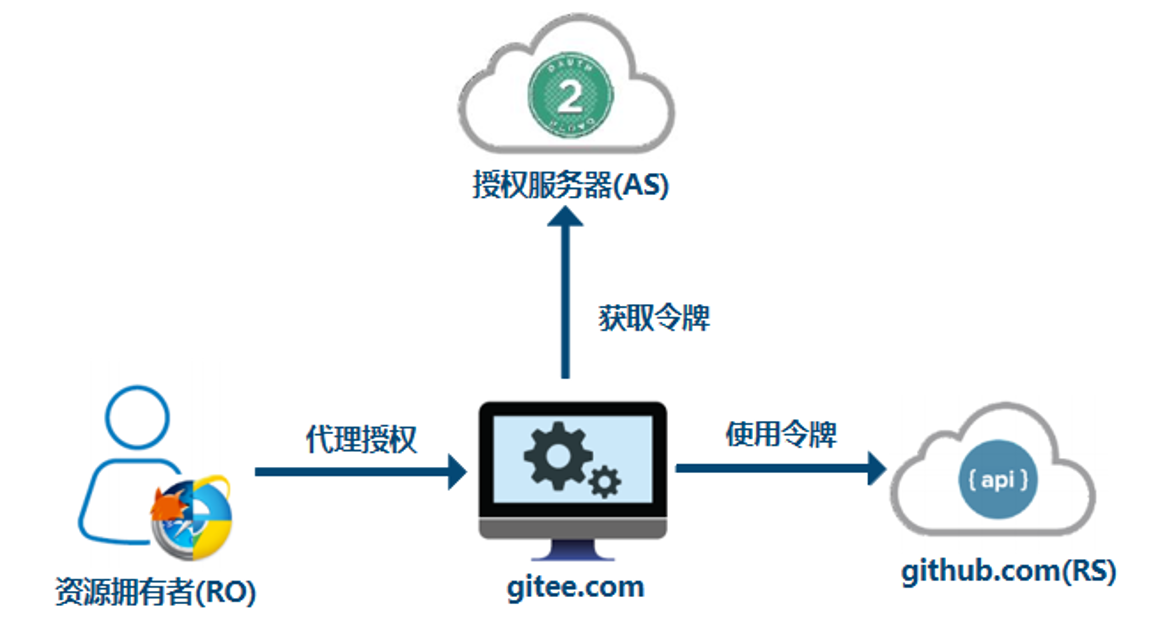 OAUTH
2
授权服务器(AS)
获取令牌
代理授权
使用令牌
{ api }
资源拥有者(RO)
gitee.com
github.com(RS)